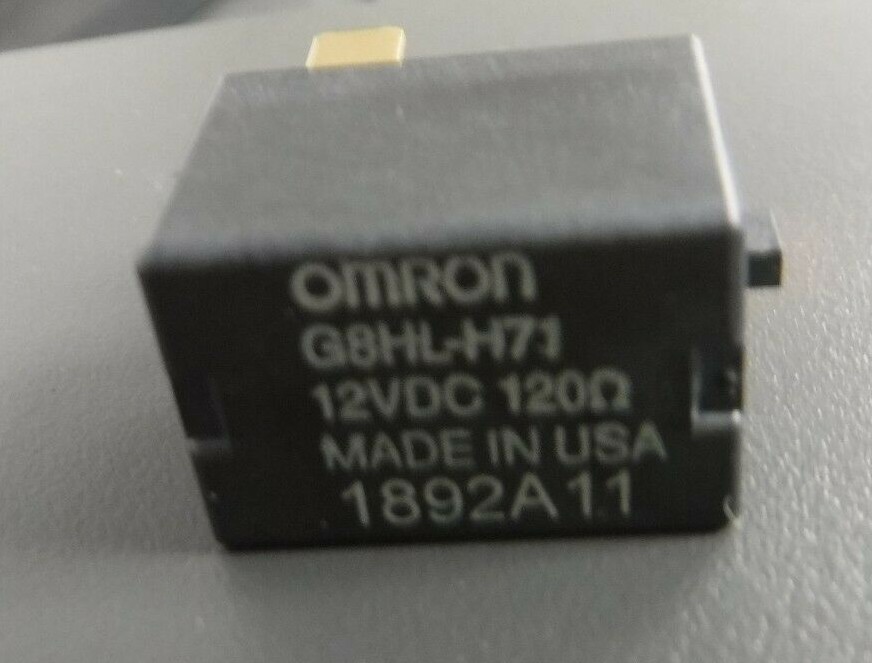 OMRON
G8HL-H71
12VDC 120Ω
MADE IN USA
1892A11